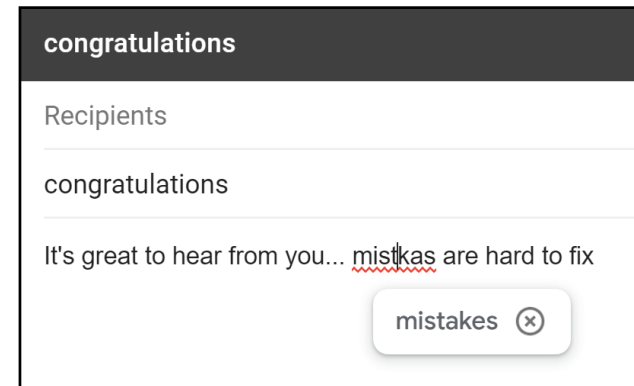 congratulations
Recipients
congratulations
It's great to hear from you... mistkas are hard to fix
mistakes